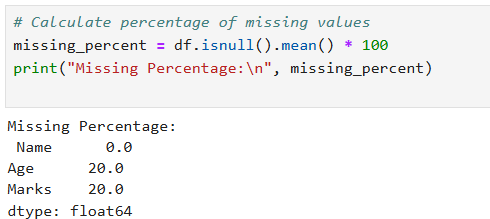 # Calculate percentage of missing values
missing_percent = df.isnull().mean() * 100
print("Missing Percentage:\n", missing_percent)
Missing Percentage:
 Name      0.0
Age      20.0
Marks    20.0
dtype: float64